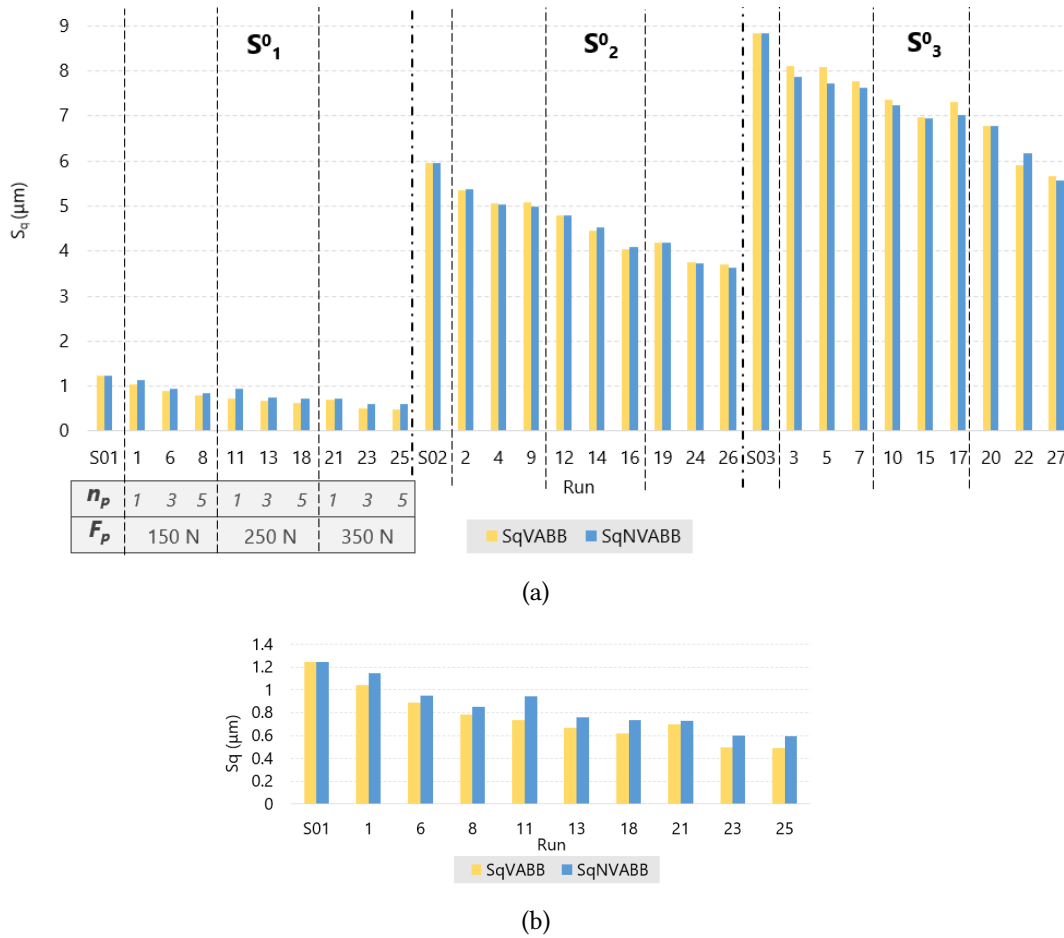 9
8
7
6
5
4
3
2
1
0
Sq (µm)
S⁰₁ S⁰₂ S⁰₃
S01 1 6 8 11 13 18 21 23 25 S02 2 4 9 12 14 16 19 24 26 S03 3 5 7 10 15 17 20 22 27
Run
np 1 3 5 1 3 5 1 3 5
Fp 150 N 250 N 350 N
SqVABB SqNVABB
(a)
1.4
1.2
1
0.8
0.6
0.4
0.2
0
Sq (µm)
S01 1 6 8 11 13 18 21 23 25
Run
SqVABB SqNVABB
(b)